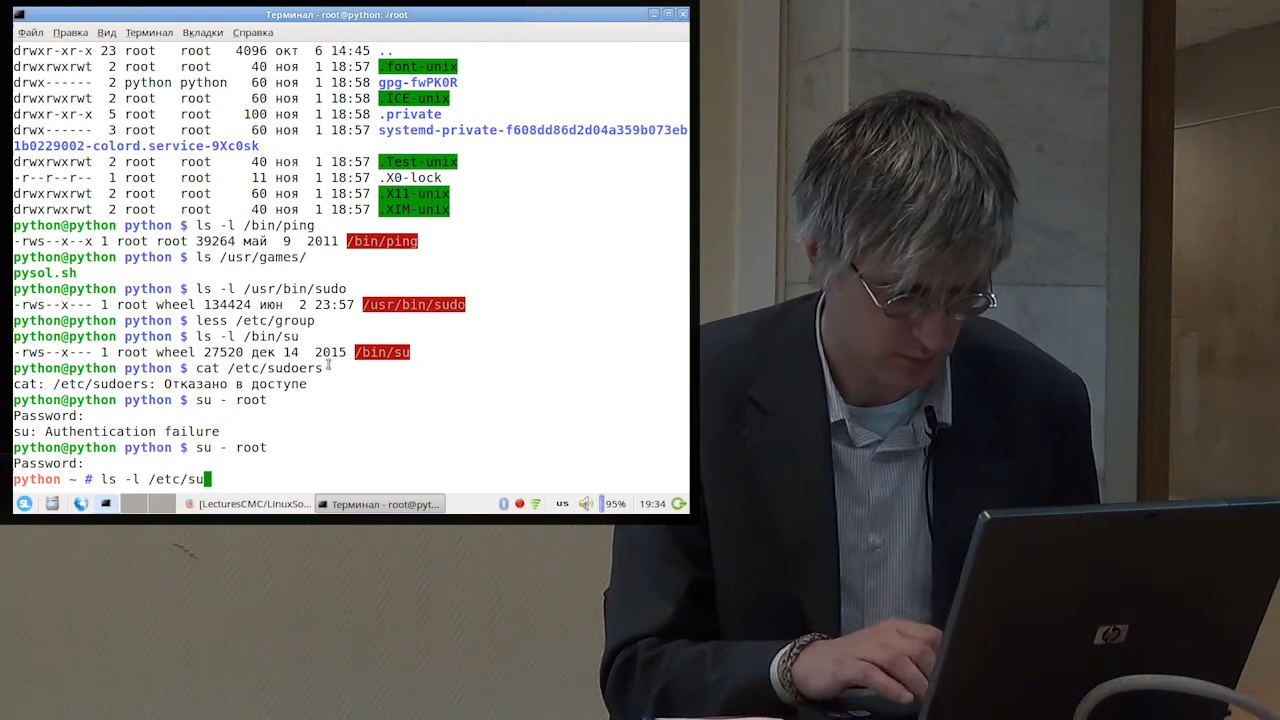 Терминал - root@python: /root
Файл Правка Вид Терминал Вкладки Справка
drwxr-xr-x 23 root root 4096 окт 6 14:45 ..
drwxrwxrwt 2 root root 40 ноя 1 18:57 .font-unix
drwx------ 2 python python 60 ноя 1 18:58 gpg-fwPK0R
drwxrwxrwt 2 root root 60 ноя 1 18:58 .ICE-unix
drwxr-xr-x 5 root root 100 ноя 1 18:58 .private
drwx------ 3 root root 60 ноя 1 18:57 systemd-private-f608dd86d2d04a359b073eb
1b0229002-colord.service-9Xc0sk
drwxrwxrwt 2 root root 40 ноя 1 18:57 .Test-unix
-r--r--r-- 1 root root 11 ноя 1 18:57 .X0-lock
drwxrwxrwt 2 root root 60 ноя 1 18:57 .X11-unix
drwxrwxrwt 2 root root 40 ноя 1 18:57 .XIM-unix
python@python python $ ls -l /bin/ping
-rws--x--x 1 root root 39264 май 9 2011 /bin/ping
python@python python $ ls /usr/games/
pysol.sh
python@python python $ ls -l /usr/bin/sudo
-rws--x--- 1 root wheel 134424 июн 2 23:57 /usr/bin/sudo
python@python python $ less /etc/group
python@python python $ ls -l /bin/su
-rws--x--- 1 root wheel 27520 дек 14 2015 /bin/su
python@python python $ cat /etc/sudoers
cat: /etc/sudoers: Отказано в доступе
python@python python $ su - root
Password:
su: Authentication failure
python@python python $ su - root
Password:
python ~ # ls -l /etc/su
[LecturesCMC/LinuxSo... Терминал - root@pyt... us 95% 19:34
hp